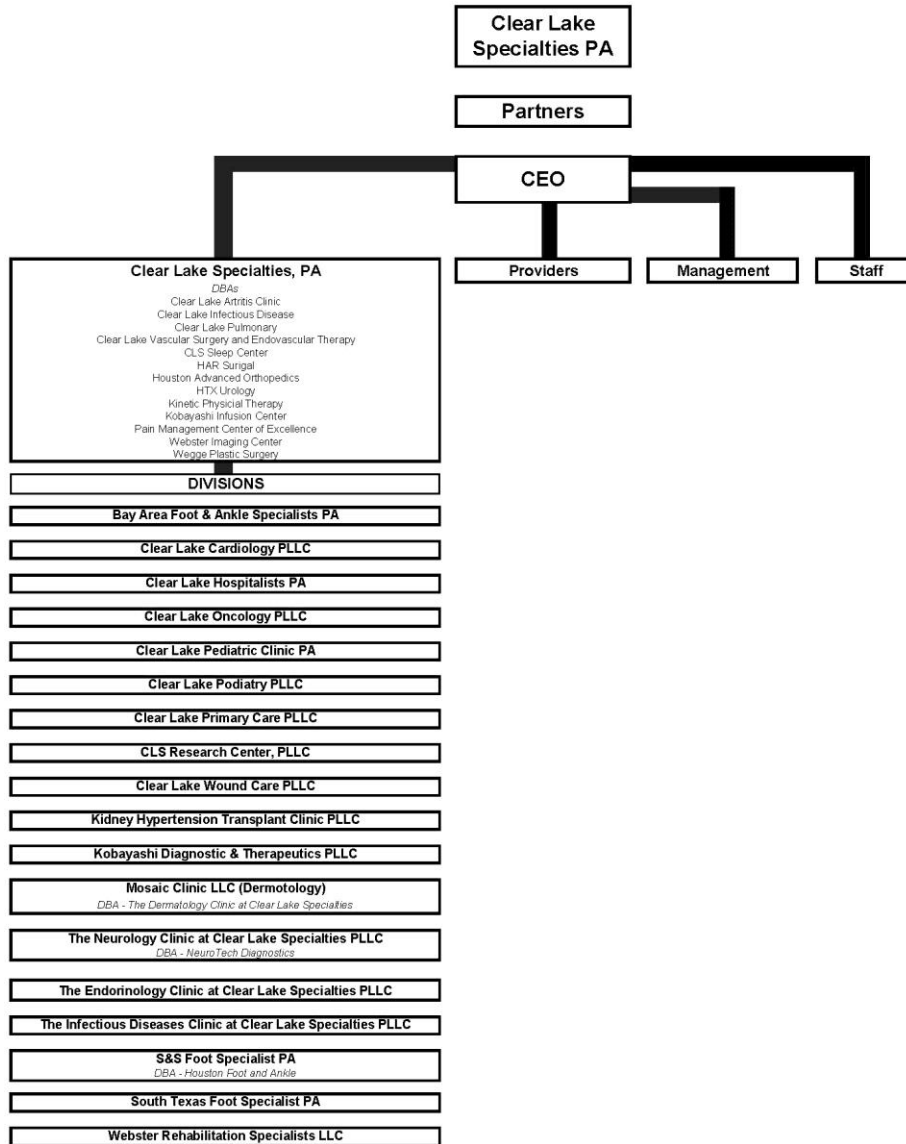 Clear Lake
Specialties PA
Partners
CEO
Clear Lake Specialties, PA
DBAs
Clear Lake Artritis Clinic
Clear Lake Infectious Disease
Clear Lake Pulmonary
Clear Lake Vascular Surgery and Endovascular Therapy
CLS Sleep Center
HAR Surigal
Houston Advanced Orthopedics
HTX Urology
Kinetic Physicial Therapy
Kobayashi Infusion Center
Pain Management Center of Excellence
Webster Imaging Center
Wegge Plastic Surgery
Providers
Management
Staff
DIVISIONS
Bay Area Foot & Ankle Specialists PA
Clear Lake Cardiology PLLC
Clear Lake Hospitalists PA
Clear Lake Oncology PLLC
Clear Lake Pediatric Clinic PA
Clear Lake Podiatry PLLC
Clear Lake Primary Care PLLC
CLS Research Center, PLLC
Clear Lake Wound Care PLLC
Kidney Hypertension Transplant Clinic PLLC
Kobayashi Diagnostic & Therapeutics PLLC
Mosaic Clinic LLC (Dermotology)
DBA - The Dermatology Clinic at Clear Lake Specialties
The Neurology Clinic at Clear Lake Specialties PLLC
DBA - NeuroTech Diagnostics
The Endorinology Clinic at Clear Lake Specialties PLLC
The Infectious Diseases Clinic at Clear Lake Specialties PLLC
S&S Foot Specialist PA
DBA - Houston Foot and Ankle
South Texas Foot Specialist PA
Webster Rehabilitation Specialists LLC